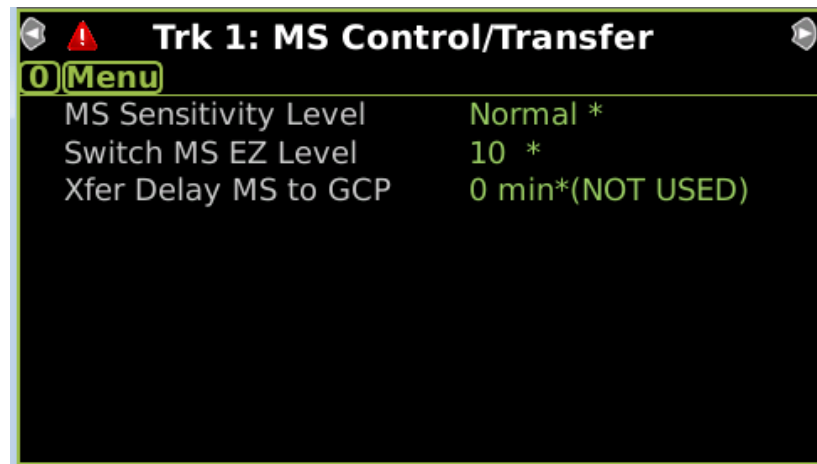 Trk 1: MS Control/Transfer
0 Menu
MS Sensitivity Level Normal *
Switch MS EZ Level 10 *
Xfer Delay MS to GCP 0 min*(NOT USED)